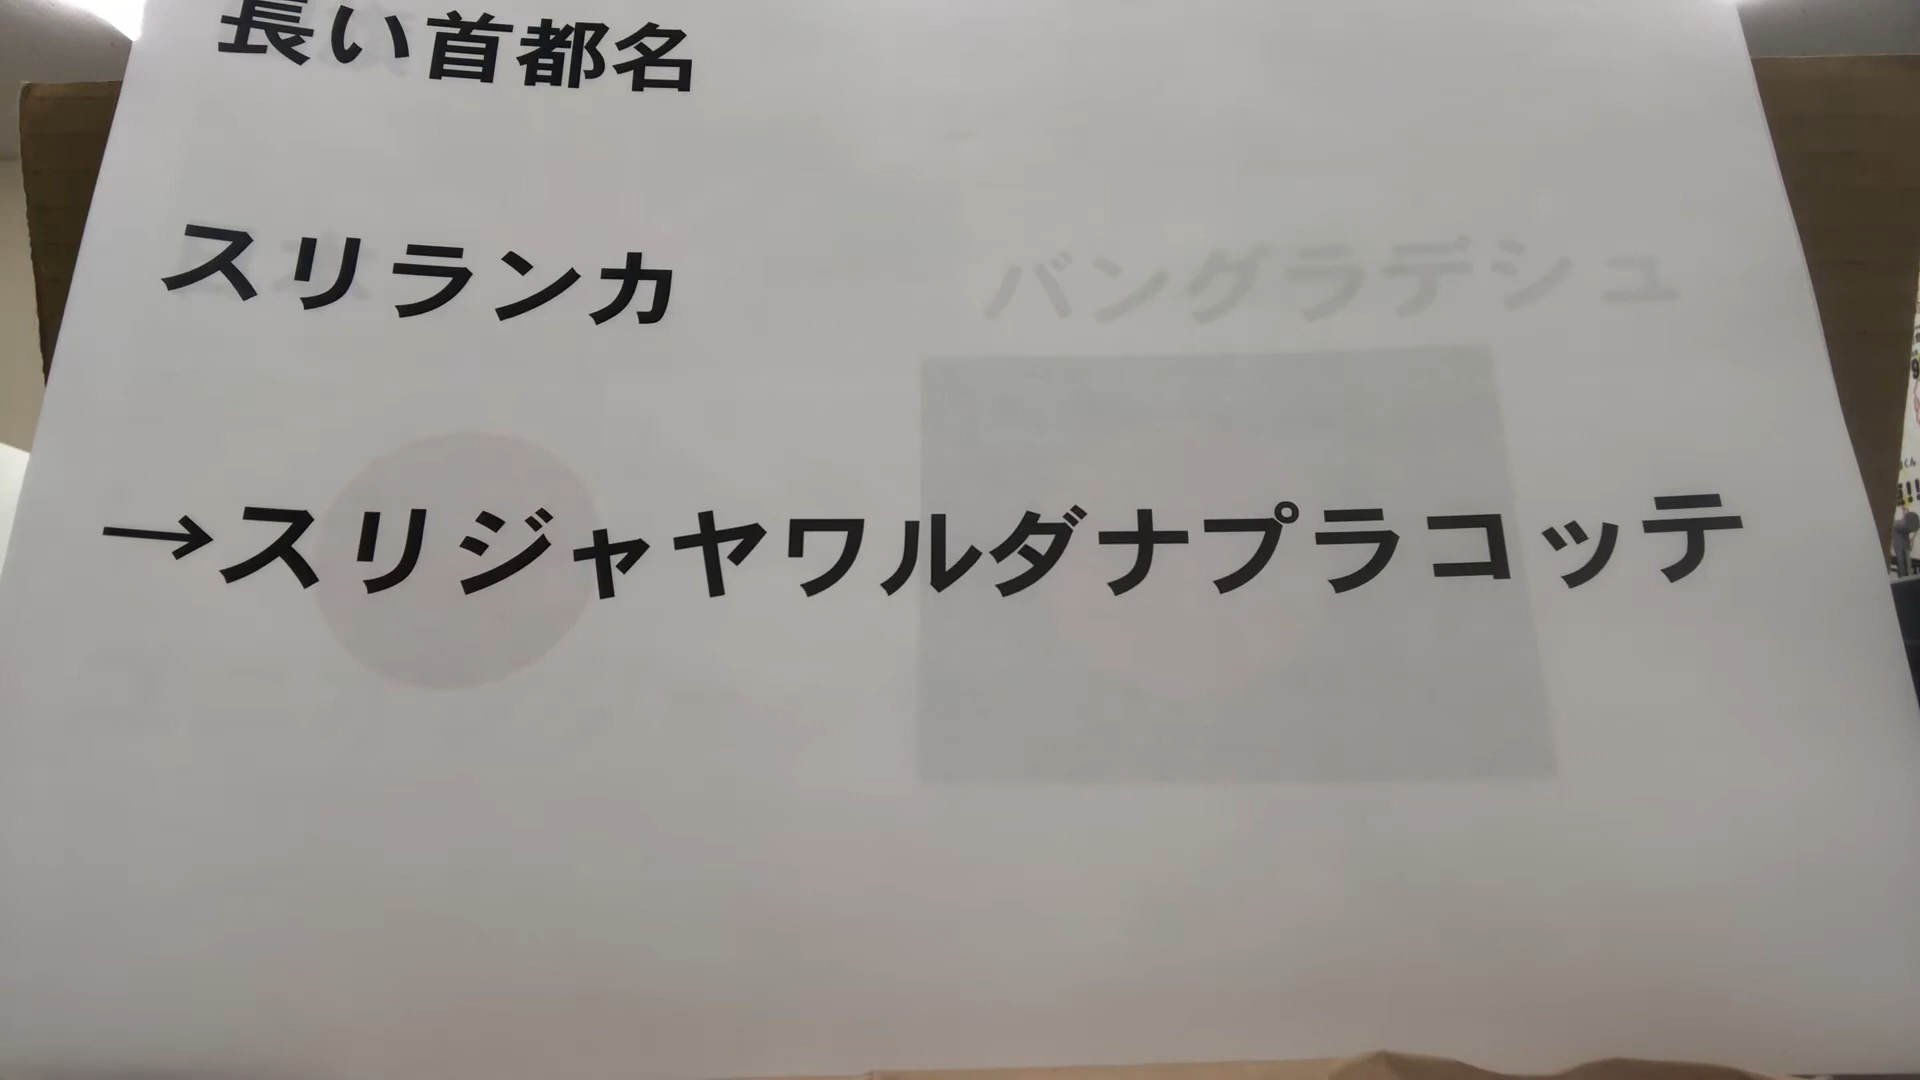 長い首都名
スリランカ
バングラデシュ
→スリジャヤワルダナプラコッテ